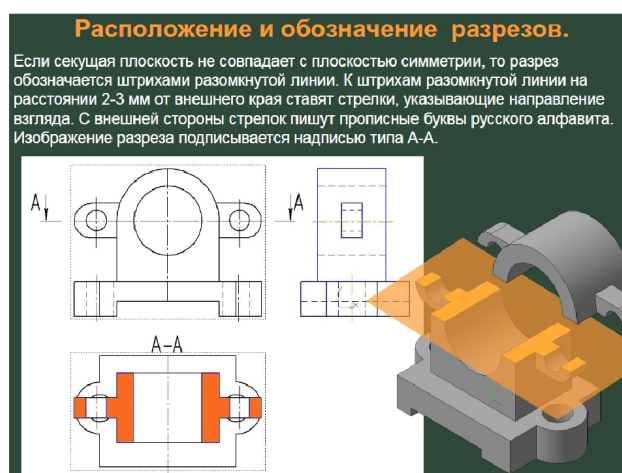 Расположение и обозначение разрезов.
Если секущая плоскость не совпадает с плоскостью симметрии, то разрез
обозначается штрихами разомкнутой линии. К штрихам разомкнутой линии на
расстоянии 2-3 мм от внешнего края ставят стрелки, указывающие направление
взгляда. С внешней стороны стрелок пишут прописные буквы русского алфавита.
Изображение разреза подписывается надписью типа А-А.
А А
А-А